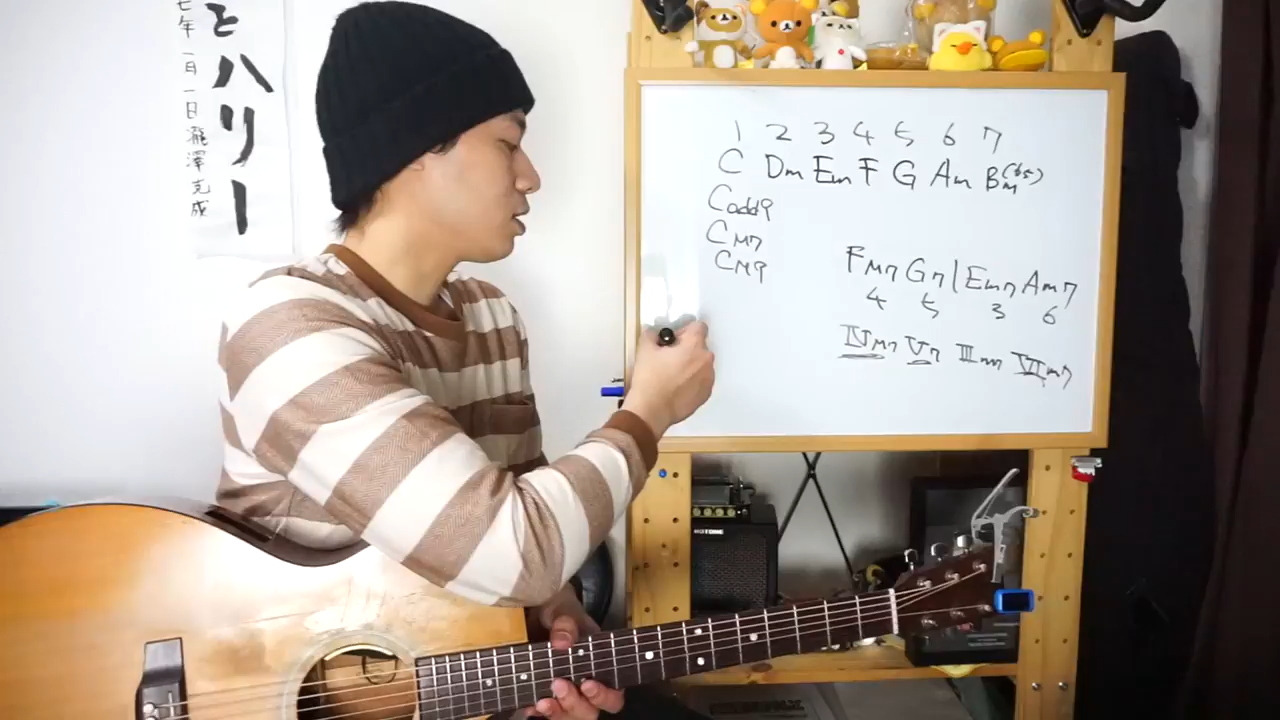 とハリー
七年一月一日 瀧澤克成
1 2 3 4 5 6 7
C Dm Em F G Am Bm(b5)
Cadd9
CM7
CM9
FM7 G7 | Em7 Am7
4 5 3 6
IVM7 V7 IIIm7 VIm7